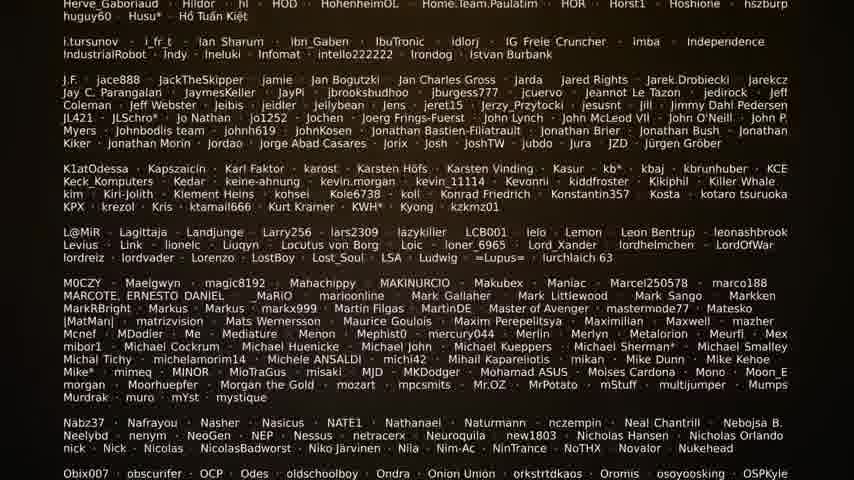 Herve_Gaboriaud · Hildor · hl · HOD · HohenheimOL · Home.Team.Paulatim · HOR · Horst1 · Hoshione · hszburp
huguy60 · Husu* · Hồ Tuấn Kiệt
i.tursunov · i_fr_t · Ian Sharum · Ibri_Gaben · IbuTronic · idlorj · IG Freie Cruncher · imba · Independence
IndustrialRobot · Indy · Ineluki · Infomat · intello222222 · Irondog · Istvan Burbank
J.F. · jace888 · JackTheSkipper · jamie · Jan Bogutzki · Jan Charles Gross · Jarda · Jared Rights · Jarek.Drobiecki · Jarekcz
Jay C. Parangalan · JaymesKeller · JayPi · jbrooksbudhoo · jburgess777 · jcuervo · Jeannot Le Tazon · jedirock · Jeff
Coleman · Jeff Webster · Jeibis · jeidler · Jellybean · Jens · jeret15 · Jerzy_Przytocki · jesusnt · Jill · Jimmy Dahl Pedersen
JL421 · JLSchro* · Jo Nathan · jo1252 · Jochen · Joerg Frings-Fuerst · John Lynch · John McLeod VII · John O'Neill · John P.
Myers · Johnbodlis team · johnh619 · JohnKosen · Jonathan Bastien-Filiatrault · Jonathan Brier · Jonathan Bush · Jonathan
Kiker · Jonathan Morin · Jordao · Jorge Abad Casares · Jorix · Josh · JoshTW · jubdo · Jura · JZD · Jürgen Gröber
K1atOdessa · Kapszaicin · Karl Faktor · karost · Karsten Höfs · Karsten Vinding · Kasur · kb* · kbaj · kbrunhuber · KCE
Keck_Komputers · Kedar · keine-ahnung · kevin.morgan · kevin_11114 · Kevonni · kiddfroster · Kikiphil · Killer Whale
kim · Kiri-Jolith · Klement Heins · kohsei · Kole6738 · koll · Konrad Friedrich · Konstantin357 · Kosta · kotaro tsuruoka
KPX · krezol · Kris · ktamail666 · Kurt Kramer · KWH* · Kyong · kzkmz01
L@MiR · Lagittaja · Landjunge · Larry256 · lars2309 · lazykiller · LCB001 · lelo · Lemon · Leon Bentrup · leonashbrook
Levius · Link · lionelc · Liuqyn · Locutus von Borg · Loic · loner_6965 · Lord_Xander · lordhelmchen · LordOfWar
lordreiz · lordvader · Lorenzo · LostBoy · Lost_Soul · LSA · Ludwig · =Lupus= · lurchlaich 63
M0CZY · Maelgwyn · magic8192 · Mahachippy · MAKINURCIO · Makubex · Maniac · Marcel250578 · marco188
MARCOTE, ERNESTO DANIEL · _MaRiO · marioonline · Mark Gallaher · Mark Littlewood · Mark Sango · Markken
MarkRBright · Markus · Markus · markx999 · Martin Filgas · MartinDE · Master of Avenger · mastermode77 · Matesko
|MatMan| · matrizvision · Mats Wernersson · Maurice Goulois · Maxim Perepelitsya · Maximilian · Maxwell · mazher
Mcnef · MDodier · Me · Mediature · Menon · Mephist0 · mercury044 · Merlin · Merlyn · Metalorion · Meurfi · Mex
mibor1 · Michael Cockrum · Michael Huenicke · Michael John · Michael Kueppers · Michael Sherman* · Michael Smalley
Michal Tichy · michelamorim14 · Michele ANSALDI · michi42 · Mihail Kapareliotis · mikan · Mike Dunn · Mike Kehoe
Mike* · mimeq · MINOR · MioTraGus · misaki · MJD · MKDodger · Mohamad ASUS · Moises Cardona · Mono · Moon_E
morgan · Moorhuepfer · Morgan the Gold · mozart · mpcsmits · Mr.OZ · MrPotato · mStuff · multijumper · Mumps
Murdrak · muro · mYst · mystique
Nabz37 · Nafrayou · Nasher · Nasicus · NATE1 · Nathanael · Naturmann · nczempin · Neal Chantrill · Nebojsa B.
Neelybd · nenym · NeoGen · NEP · Nessus · netracerx · Neuroquila · new1803 · Nicholas Hansen · Nicholas Orlando
nick · Nick · Nicolas · NicolasBadworst · Niko Järvinen · Nila · Nim-Ac · NinTrance · NoTHX · Novalor · Nukehead
Obix007 · obscurifer · OCP · Odes · oldschoolboy · Ondra · Onion Union · orkstrtdkaos · Oromis · osoyoosking · OSPKyle